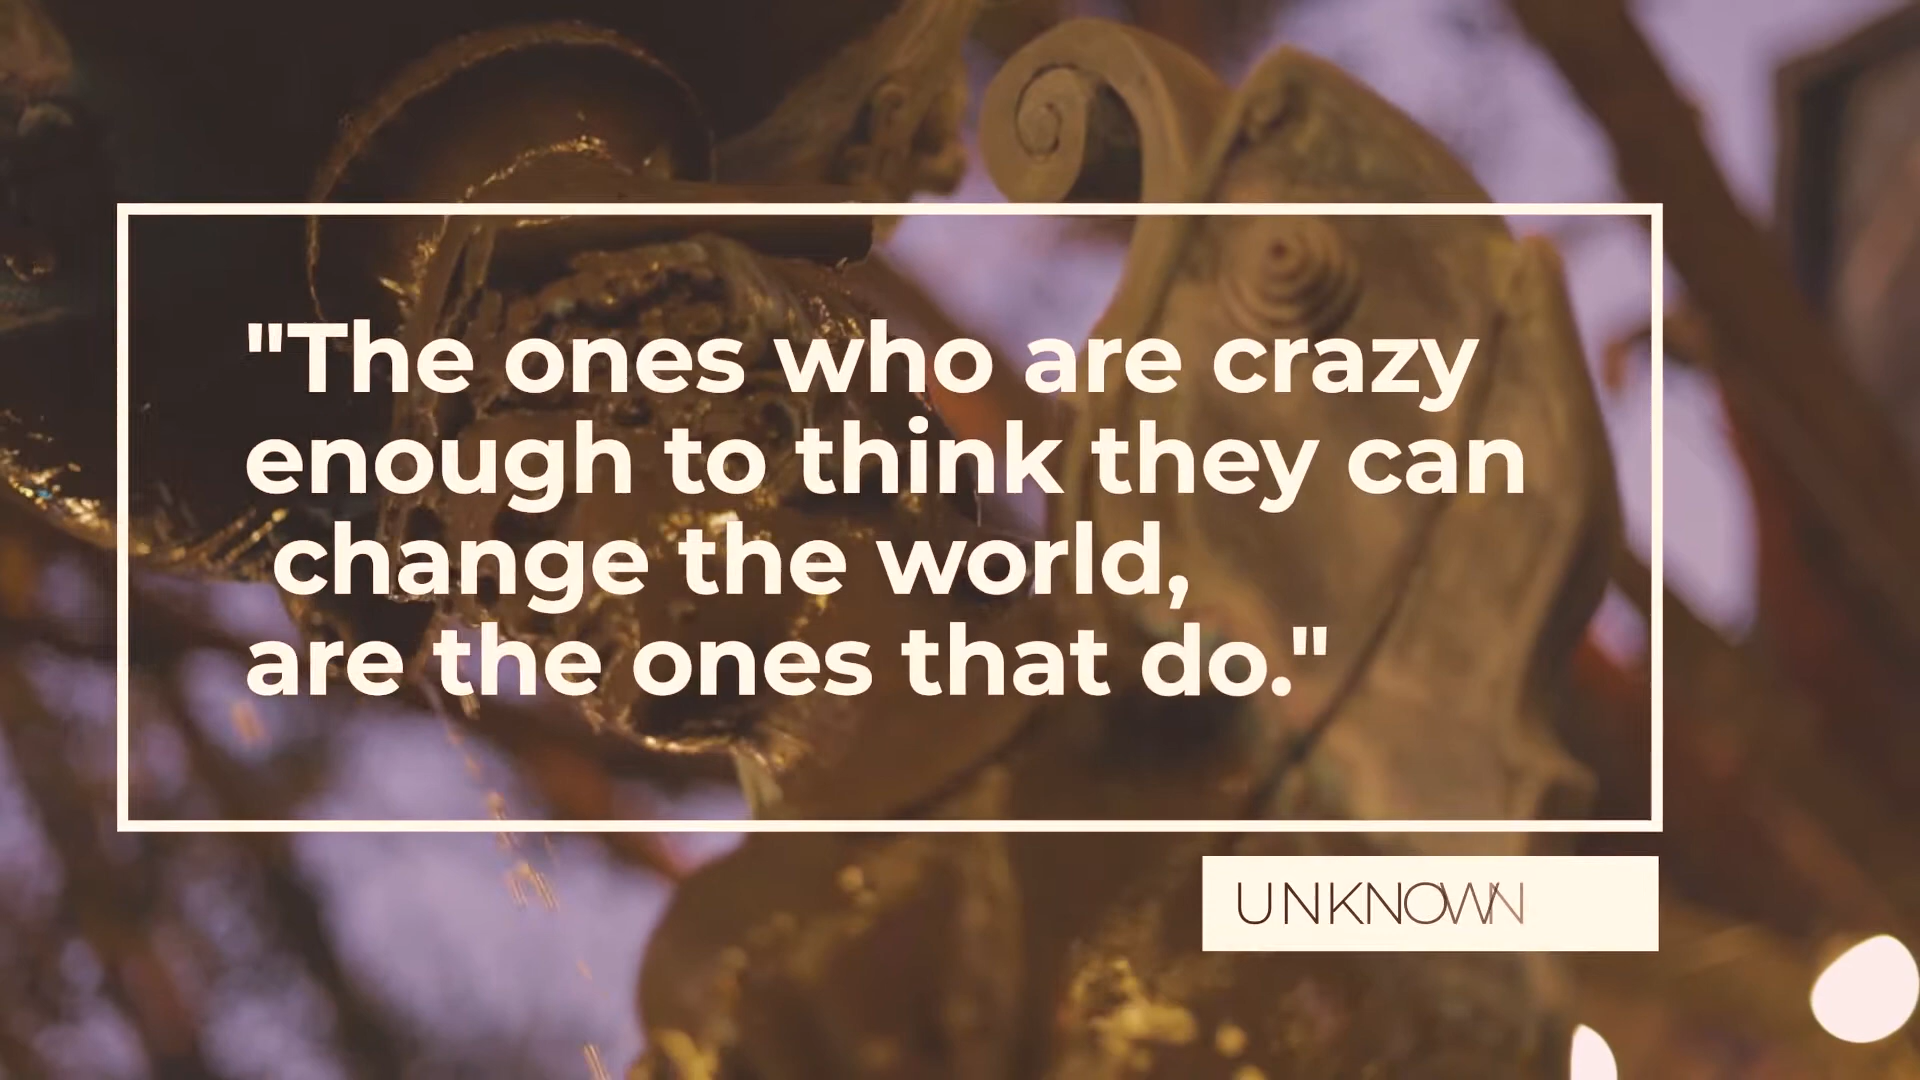 "The ones who are crazy
enough to think they can
change the world,
are the ones that do."
UNKNOWN